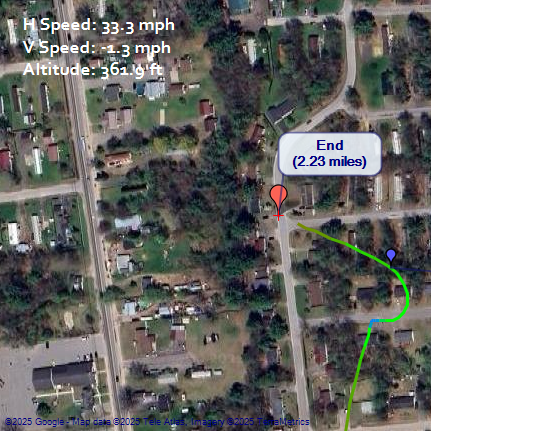 H Speed: 33.3 mph
V Speed: -1.3 mph
Altitude: 361.9 ft
End
(2.23 miles)
©2025 Google - Map data ©2025 Tele Atlas, Imagery ©2025 TerraMetrics